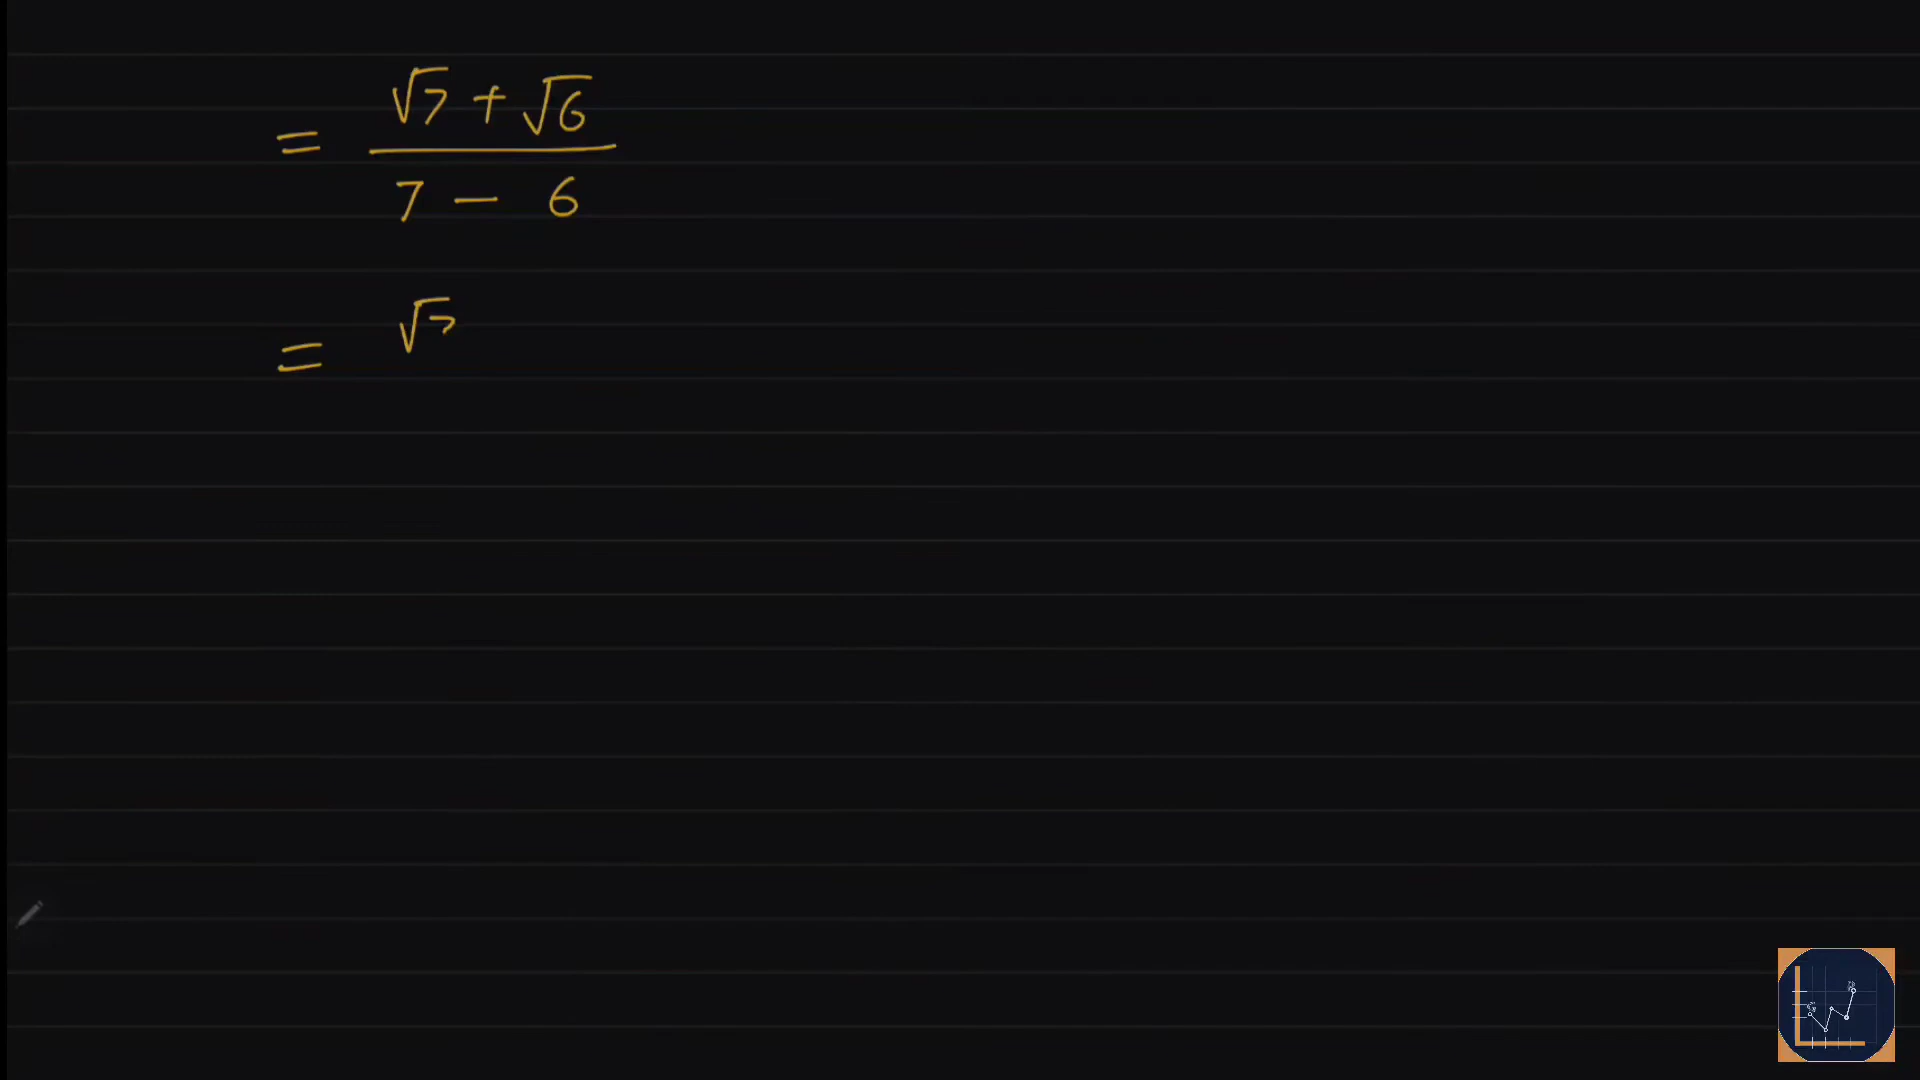 = √7 + √6
7 - 6
= √7